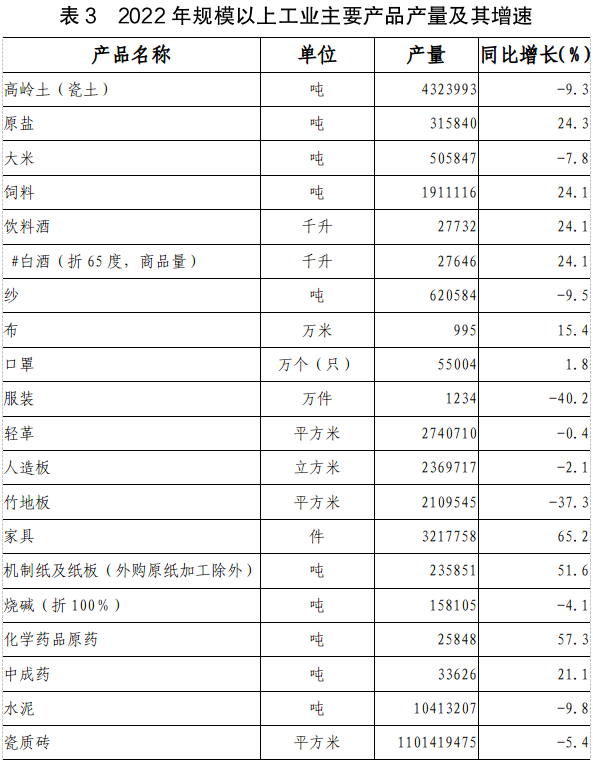 表 3 2022 年规模以上工业主要产品产量及其增速
产品名称 单位 产量 同比增长(%)
高岭土（瓷土） 吨 4323993 -9.3
原盐 吨 315840 24.3
大米 吨 505847 -7.8
饲料 吨 1911116 24.1
饮料酒 千升 27732 24.1
#白酒（折 65 度，商品量） 千升 27646 24.1
纱 吨 620584 -9.5
布 万米 995 15.4
口罩 万个（只） 55004 1.8
服装 万件 1234 -40.2
轻革 平方米 2740710 -0.4
人造板 立方米 2369717 -2.1
竹地板 平方米 2109545 -37.3
家具 件 3217758 65.2
机制纸及纸板（外购原纸加工除外） 吨 235851 51.6
烧碱（折 100%） 吨 158105 -4.1
化学药品原药 吨 25848 57.3
中成药 吨 33626 21.1
水泥 吨 10413207 -9.8
瓷质砖 平方米 1101419475 -5.4